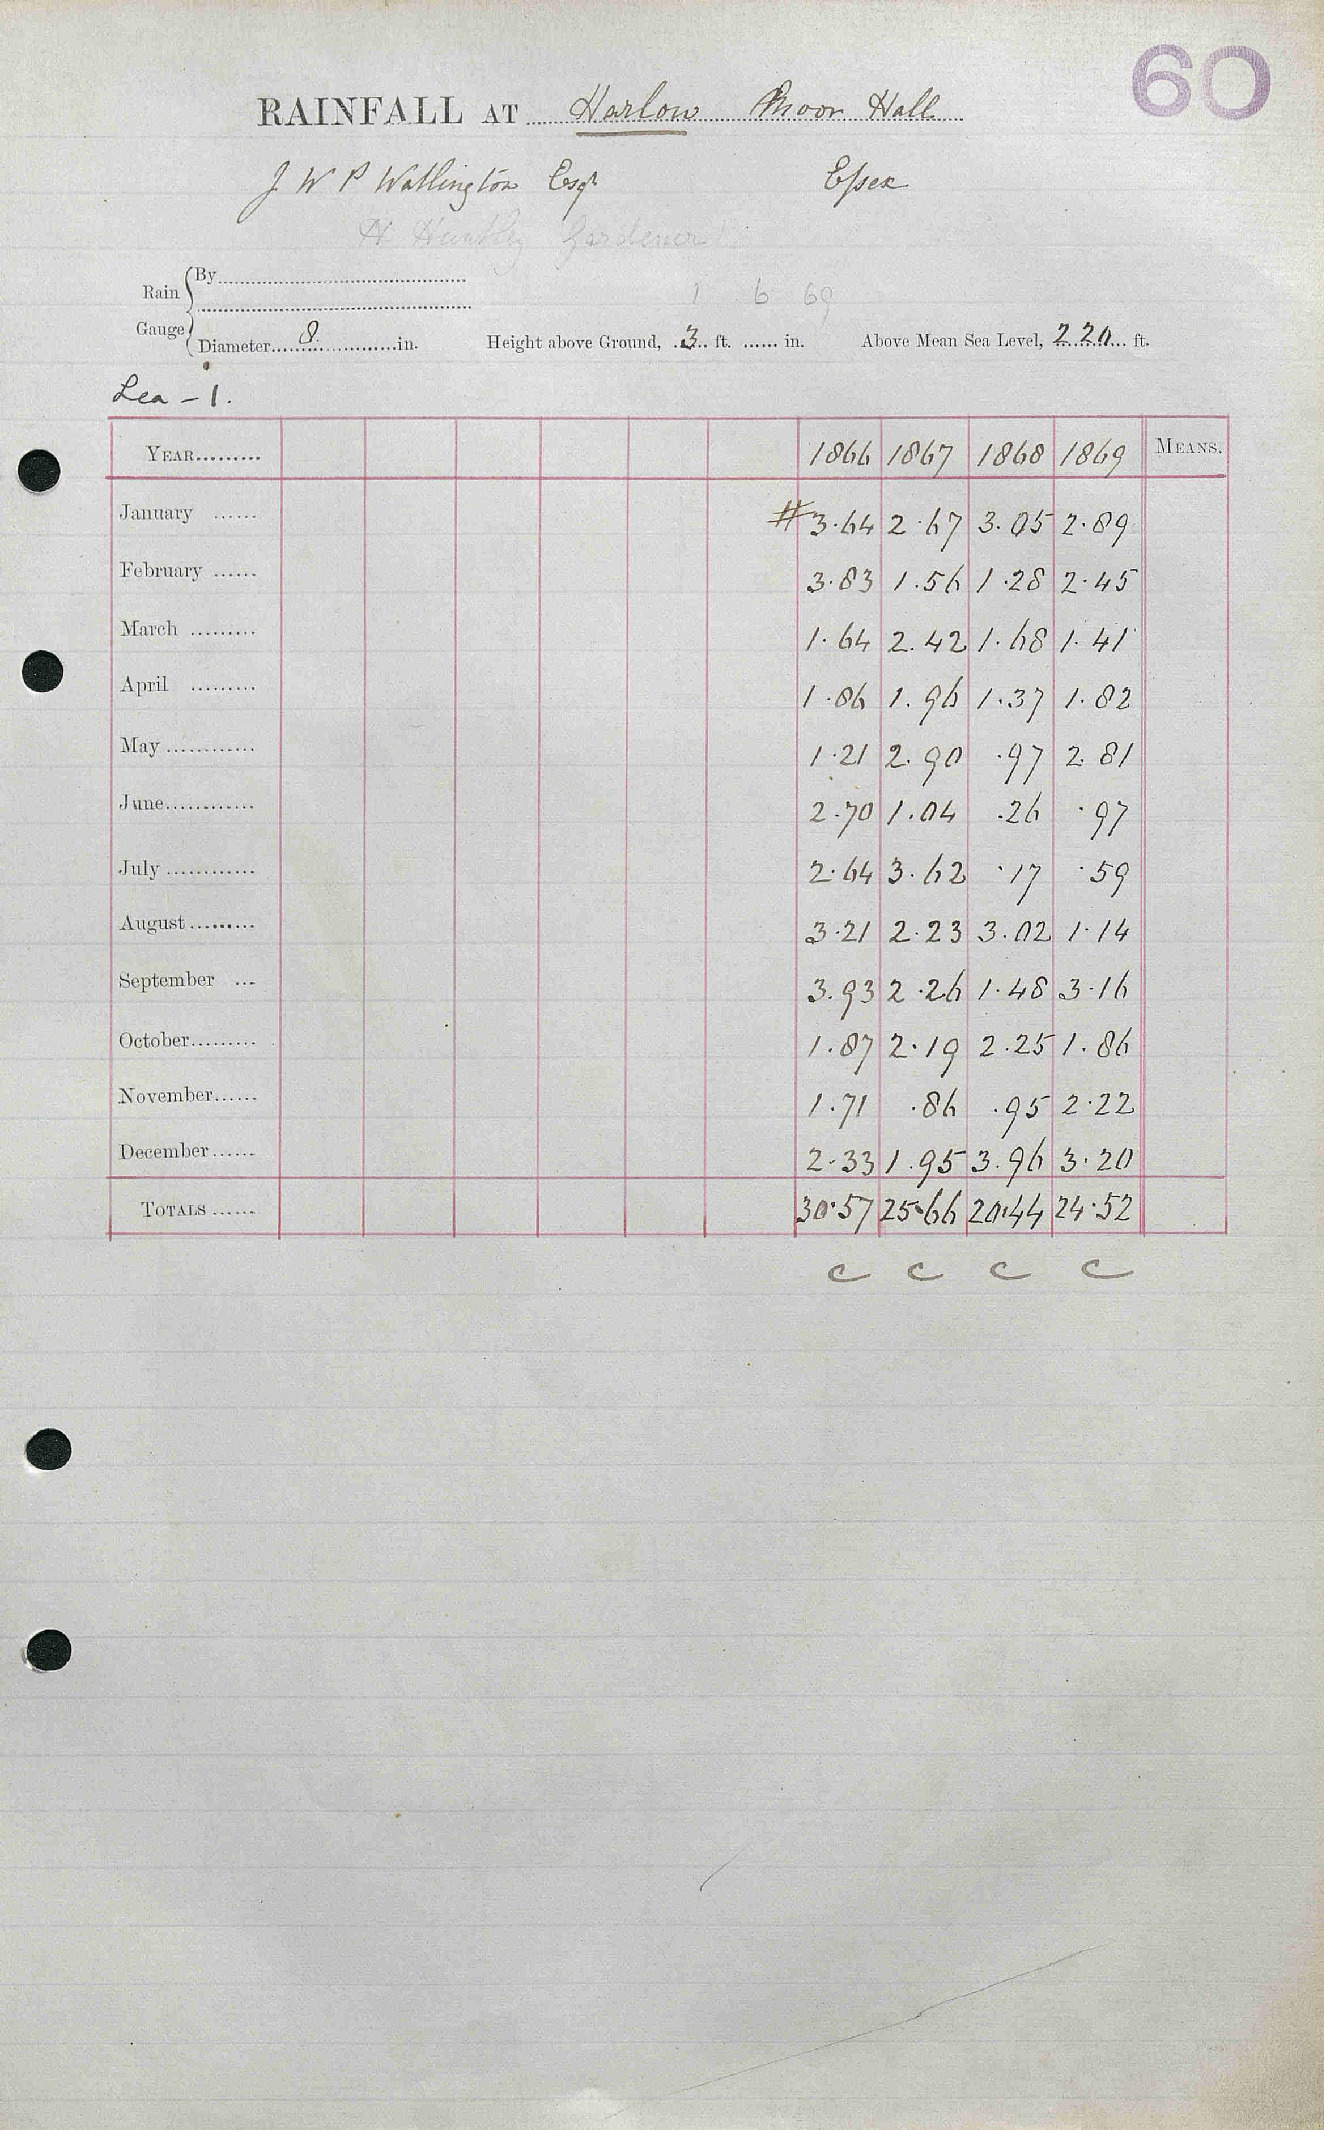 60
RAINFALL AT Harlow Moor Hall
J W P Wallington Esqr Essex
H Huntley Gardener
Rain Gauge
By
1 6 69
Diameter 8 in. Height above Ground, 3 ft. in. Above Mean Sea Level, 220 ft.
Lea - 1.
YEAR 1866 1867 1868 1869 MEANS.
January # 3.64 2.67 3.05 2.89
February 3.83 1.56 1.28 2.45
March 1.64 2.42 1.68 1.41
April 1.86 1.96 1.37 1.82
May 1.21 2.90 .97 2.81
June 2.70 1.04 .26 .97
July 2.64 3.62 .17 .59
August 3.21 2.23 3.02 1.14
September 3.93 2.26 1.48 3.16
October 1.87 2.19 2.25 1.86
November 1.71 .86 .95 2.22
December 2.33 1.95 3.96 3.20
TOTALS 30.57 25.66 20.44 24.52
C C C C